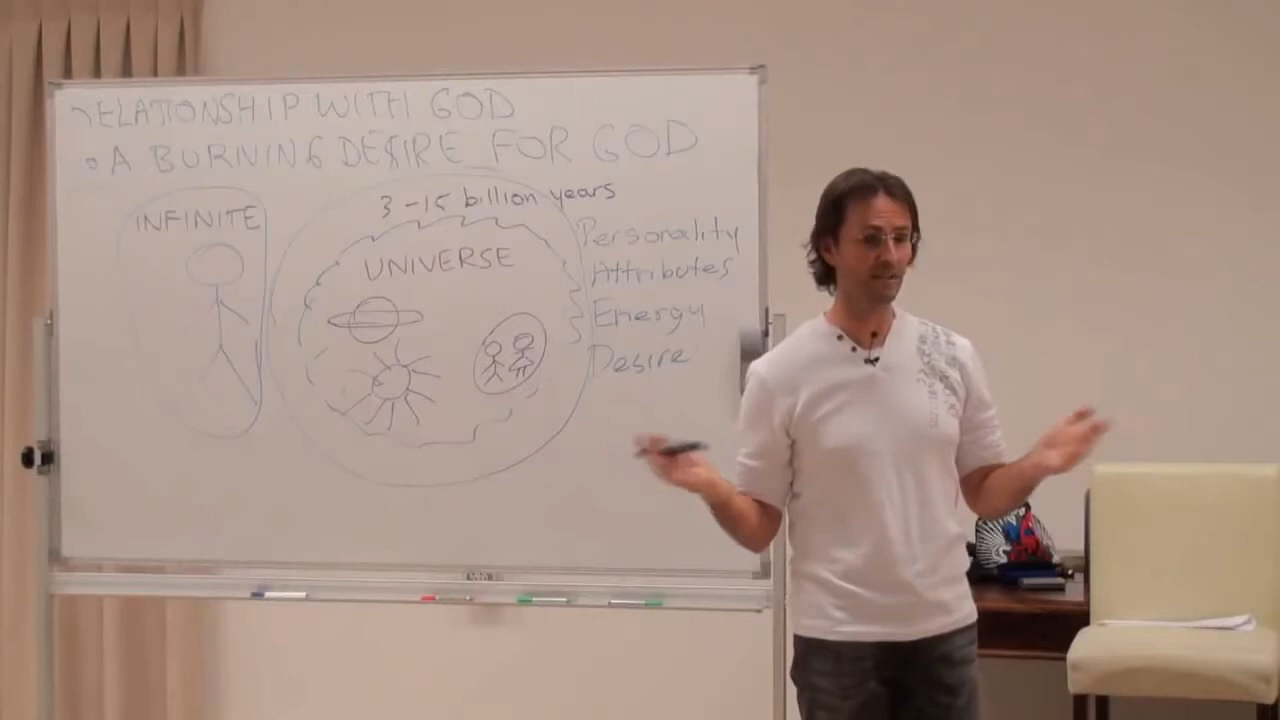 RELATIONSHIP WITH GOD
• A BURNING DESIRE FOR GOD
3-15 billion years
INFINITE
UNIVERSE
Personality
Attributes
Energy
Desire